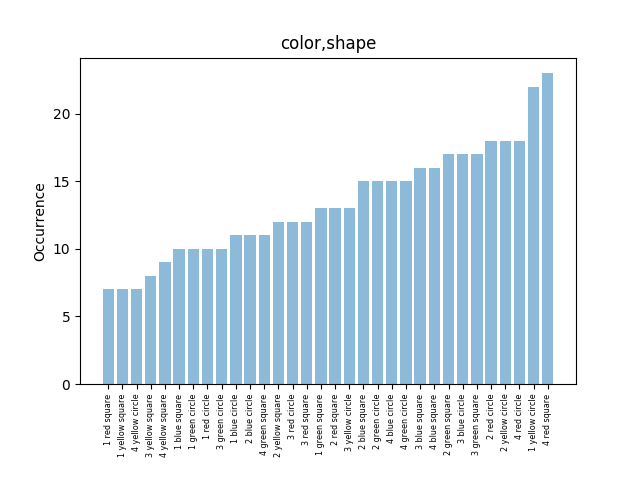 color,shape
Occurrence
20
15
10
5
0
1 red square
1 yellow square
4 yellow circle
3 yellow square
4 yellow square
1 blue square
1 green circle
1 red circle
3 green circle
1 blue circle
2 blue circle
4 green square
2 yellow square
3 red circle
3 red square
1 green square
2 red square
3 yellow circle
2 blue square
2 green circle
4 blue circle
4 green circle
3 blue square
4 blue square
2 green square
3 blue circle
3 green square
2 red circle
2 yellow circle
4 red circle
1 yellow circle
4 red square